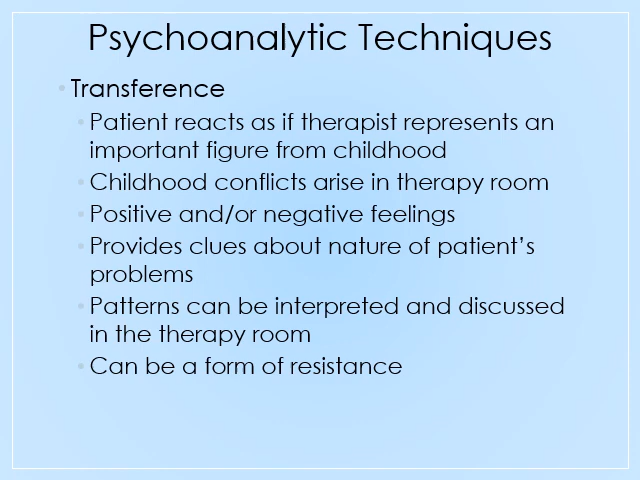 Psychoanalytic Techniques
• Transference
• Patient reacts as if therapist represents an
important figure from childhood
• Childhood conflicts arise in therapy room
• Positive and/or negative feelings
• Provides clues about nature of patient’s
problems
• Patterns can be interpreted and discussed
in the therapy room
• Can be a form of resistance